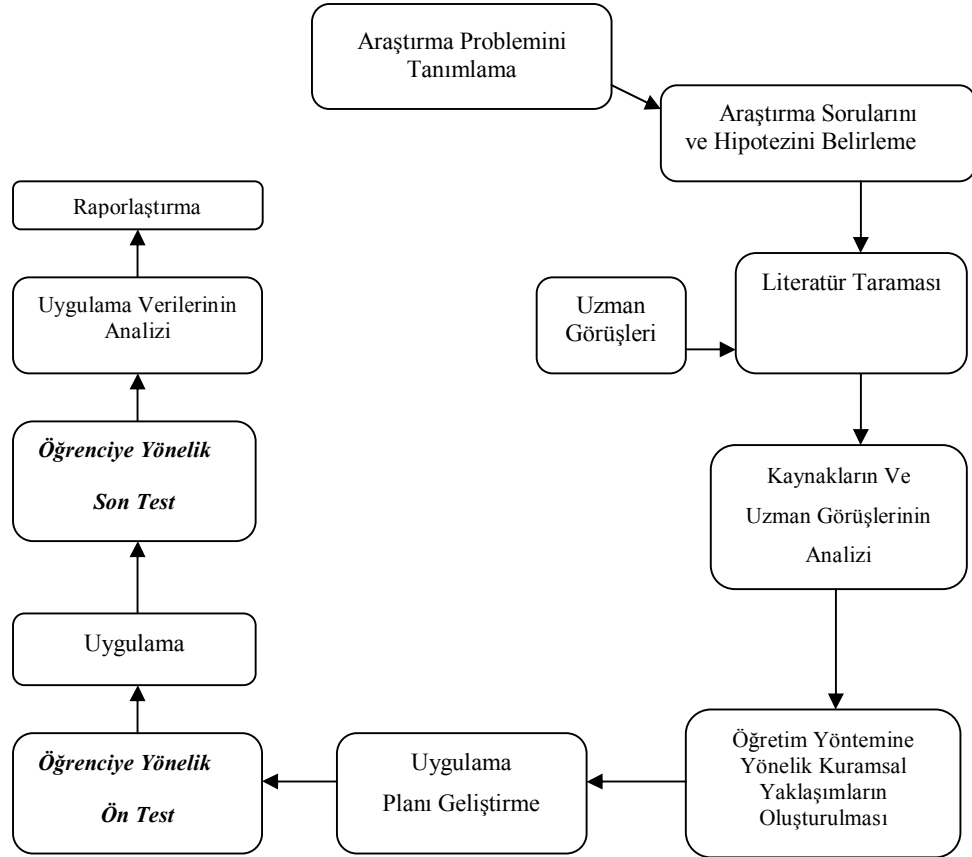 Araştırma Problemini
Tanımlama
Araştırma Sorularını
ve Hipotezini Belirleme
Literatür Taraması
Uzman
Görüşleri
Kaynakların Ve
Uzman Görüşlerinin
Analizi
Öğretim Yöntemine
Yönelik Kuramsal
Yaklaşımların
Oluşturulması
Uygulama
Planı Geliştirme
Öğrenciye Yönelik
Ön Test
Uygulama
Öğrenciye Yönelik
Son Test
Uygulama Verilerinin
Analizi
Raporlaştırma